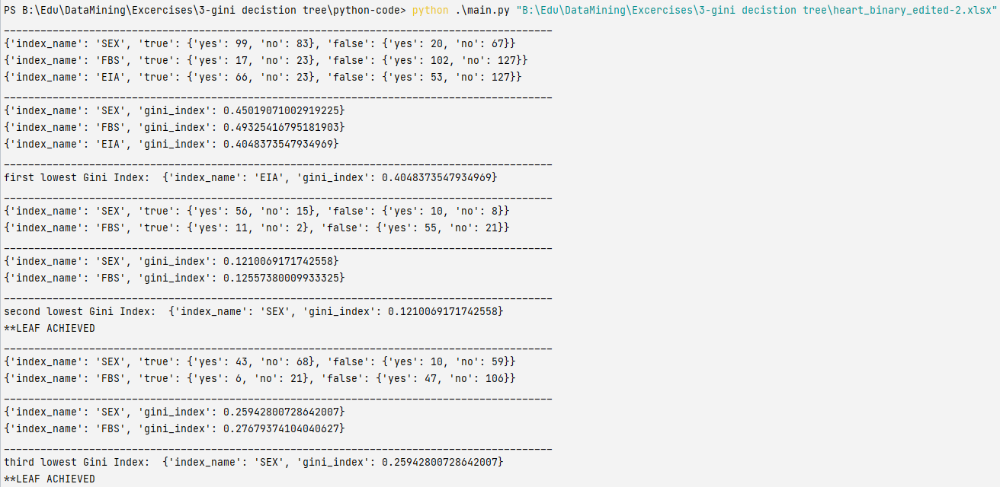 PS B:\Edu\DataMining\Excercises\3-gini decistion tree\python-code> python .\main.py "B:\Edu\DataMining\Excercises\3-gini decistion tree\heart_binary_edited-2.xlsx"
__________________________________________________________________________________________
{'index_name': 'SEX', 'true': {'yes': 99, 'no': 83}, 'false': {'yes': 20, 'no': 67}}
{'index_name': 'FBS', 'true': {'yes': 17, 'no': 23}, 'false': {'yes': 102, 'no': 127}}
{'index_name': 'EIA', 'true': {'yes': 66, 'no': 23}, 'false': {'yes': 53, 'no': 127}}
__________________________________________________________________________________________
{'index_name': 'SEX', 'gini_index': 0.45019071002919225}
{'index_name': 'FBS', 'gini_index': 0.49325416795181903}
{'index_name': 'EIA', 'gini_index': 0.4048373547934969}
__________________________________________________________________________________________
first lowest Gini Index:  {'index_name': 'EIA', 'gini_index': 0.4048373547934969}
__________________________________________________________________________________________
{'index_name': 'SEX', 'true': {'yes': 56, 'no': 15}, 'false': {'yes': 10, 'no': 8}}
{'index_name': 'FBS', 'true': {'yes': 11, 'no': 2}, 'false': {'yes': 55, 'no': 21}}
__________________________________________________________________________________________
{'index_name': 'SEX', 'gini_index': 0.1210069171742558}
{'index_name': 'FBS', 'gini_index': 0.12557380009933325}
__________________________________________________________________________________________
second lowest Gini Index:  {'index_name': 'SEX', 'gini_index': 0.1210069171742558}
**LEAF ACHIEVED
__________________________________________________________________________________________
{'index_name': 'SEX', 'true': {'yes': 43, 'no': 68}, 'false': {'yes': 10, 'no': 59}}
{'index_name': 'FBS', 'true': {'yes': 6, 'no': 21}, 'false': {'yes': 47, 'no': 106}}
__________________________________________________________________________________________
{'index_name': 'SEX', 'gini_index': 0.25942800728642007}
{'index_name': 'FBS', 'gini_index': 0.27679374104040627}
__________________________________________________________________________________________
third lowest Gini Index:  {'index_name': 'SEX', 'gini_index': 0.25942800728642007}
**LEAF ACHIEVED